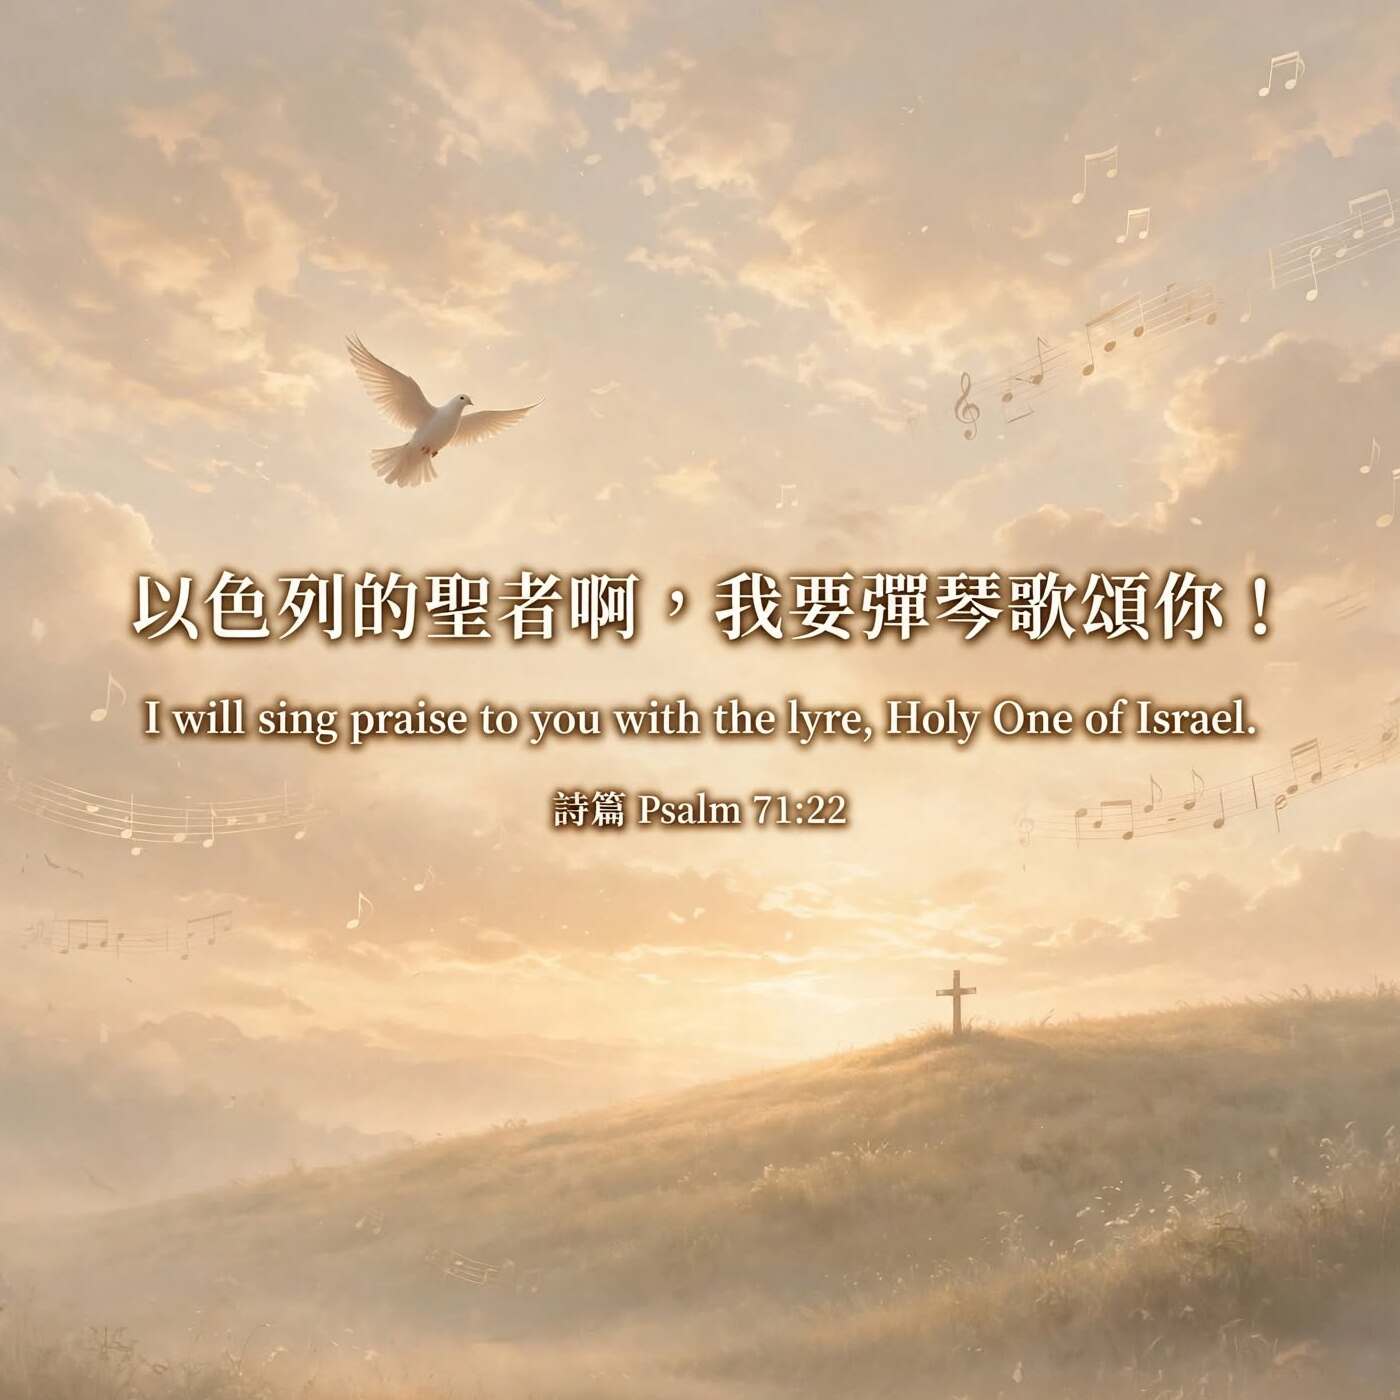 以色列的聖者啊，我要彈琴歌頌你！
I will sing praise to you with the lyre, Holy One of Israel.
詩篇 Psalm 71:22